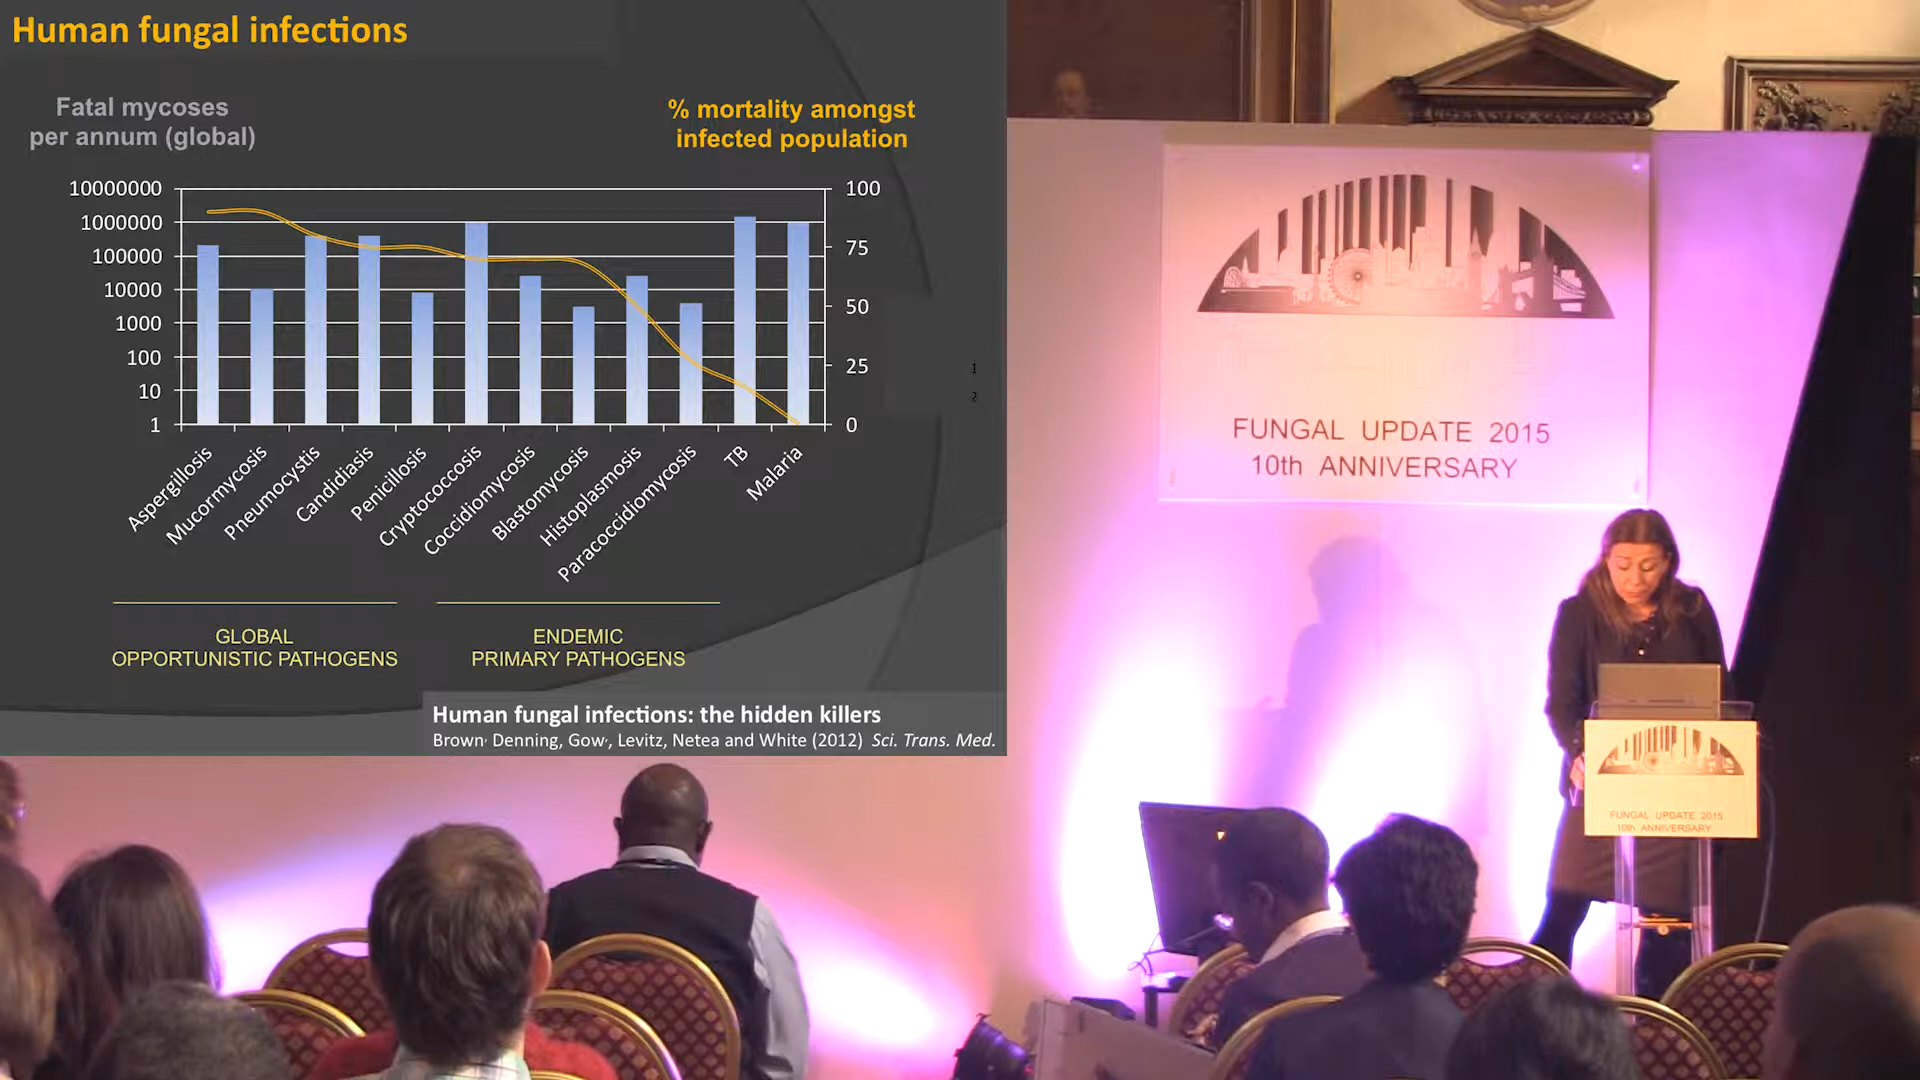 Human fungal infections
Fatal mycoses
per annum (global)
% mortality amongst
infected population
10000000
1000000
100000
10000
1000
100
10
1
100
75
50
25
0
1
2
Aspergillosis
Mucormycosis
Pneumocystis
Candidiasis
Penicillosis
Cryptococcosis
Coccidiomycosis
Blastomycosis
Histoplasmosis
Paracoccidiomycosis
TB
Malaria
GLOBAL
OPPORTUNISTIC PATHOGENS
ENDEMIC
PRIMARY PATHOGENS
Human fungal infections: the hidden killers
Brown, Denning, Gow, Levitz, Netea and White (2012) Sci. Trans. Med.
FUNGAL UPDATE 2015
10th ANNIVERSARY
FUNGAL UPDATE 2015
10th ANNIVERSARY